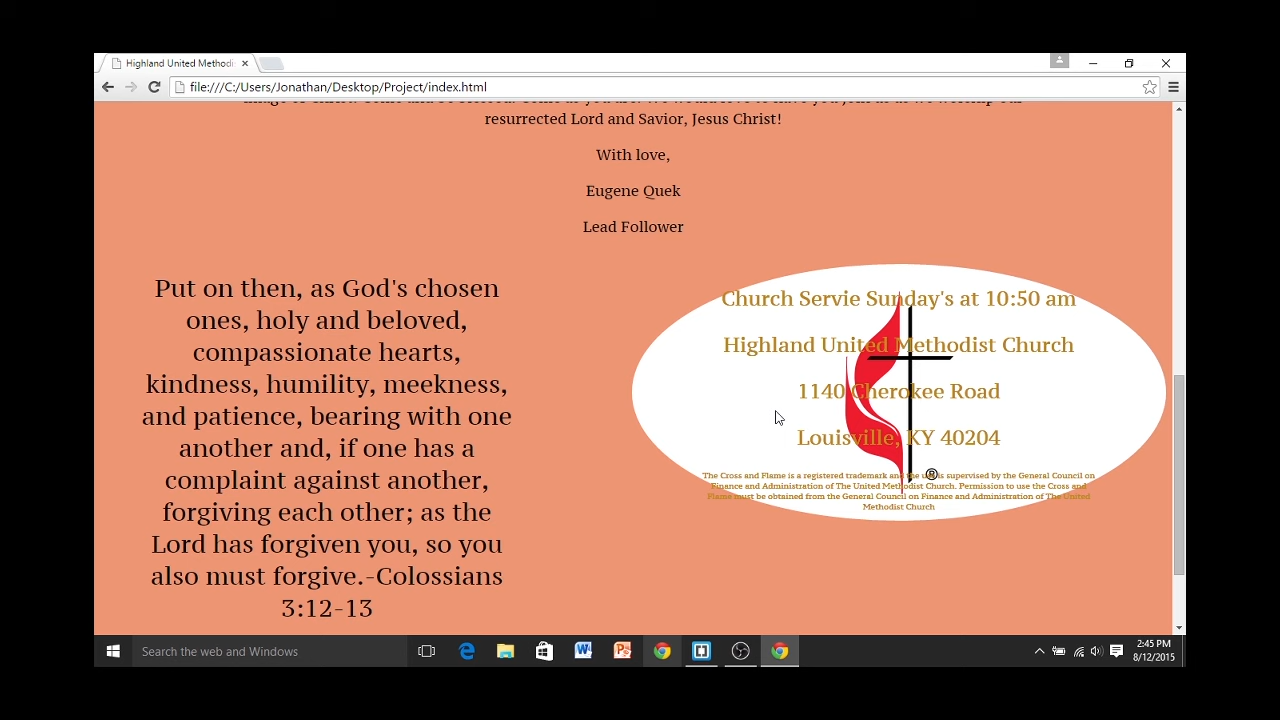 Highland United Methodi
file:///C:/Users/Jonathan/Desktop/Project/index.html
resurrected Lord and Savior, Jesus Christ!
With love,
Eugene Quek
Lead Follower
Put on then, as God's chosen
ones, holy and beloved,
compassionate hearts,
kindness, humility, meekness,
and patience, bearing with one
another and, if one has a
complaint against another,
forgiving each other; as the
Lord has forgiven you, so you
also must forgive.-Colossians
3:12-13
Church Servie Sunday's at 10:50 am
Highland United Methodist Church
1140 Cherokee Road
Louisville, KY 40204
®
The Cross and Flame is a registered trademark and the use is supervised by the General Council on
Finance and Administration of The United Methodist Church. Permission to use the Cross and
Flame must be obtained from the General Council on Finance and Administration of The United
Methodist Church
Search the web and Windows
2:45 PM
8/12/2015